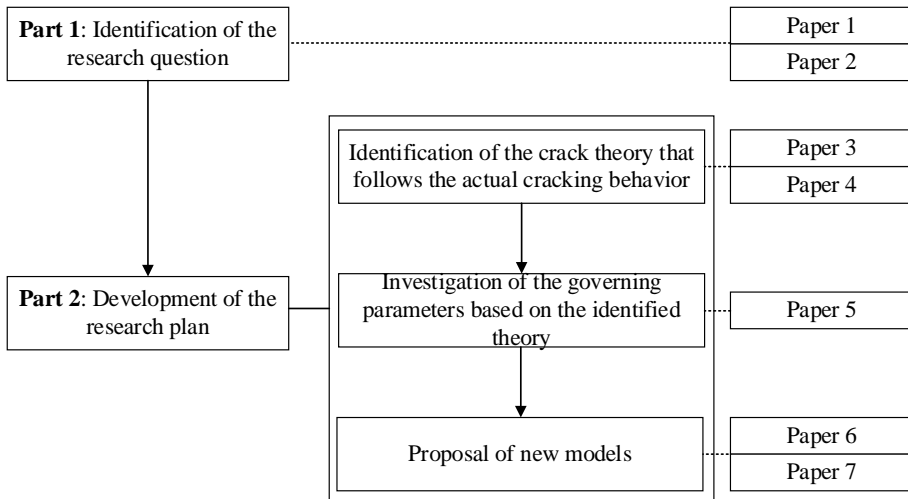 Part 1: Identification of the
research question
Paper 1
Paper 2
Identification of the crack theory that
follows the actual cracking behavior
Paper 3
Paper 4
Part 2: Development of the
research plan
Investigation of the governing
parameters based on the identified
theory
Paper 5
Proposal of new models
Paper 6
Paper 7